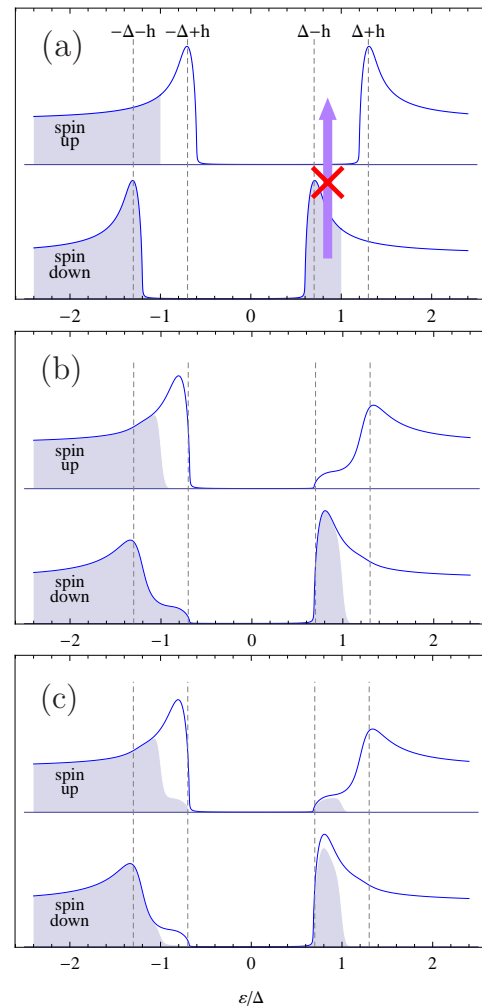 (a)
−Δ−h −Δ+h Δ−h Δ+h
spin
up
spin
down
−2 −1 0 1 2
(b)
spin
up
spin
down
−2 −1 0 1 2
(c)
spin
up
spin
down
−2 −1 0 1 2
ε/Δ